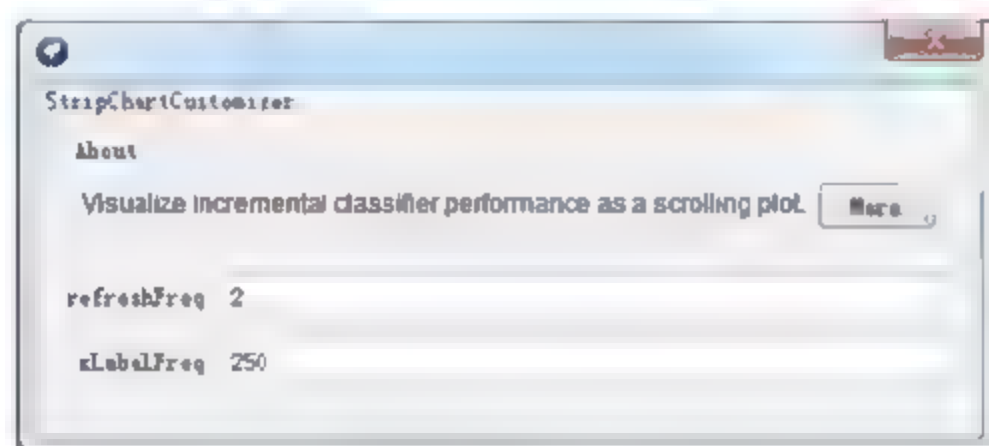 StripChartCustomizer
About
Visualize incremental classifier performance as a scrolling plot. More
refreshFreq 2
xLabelFreq 250